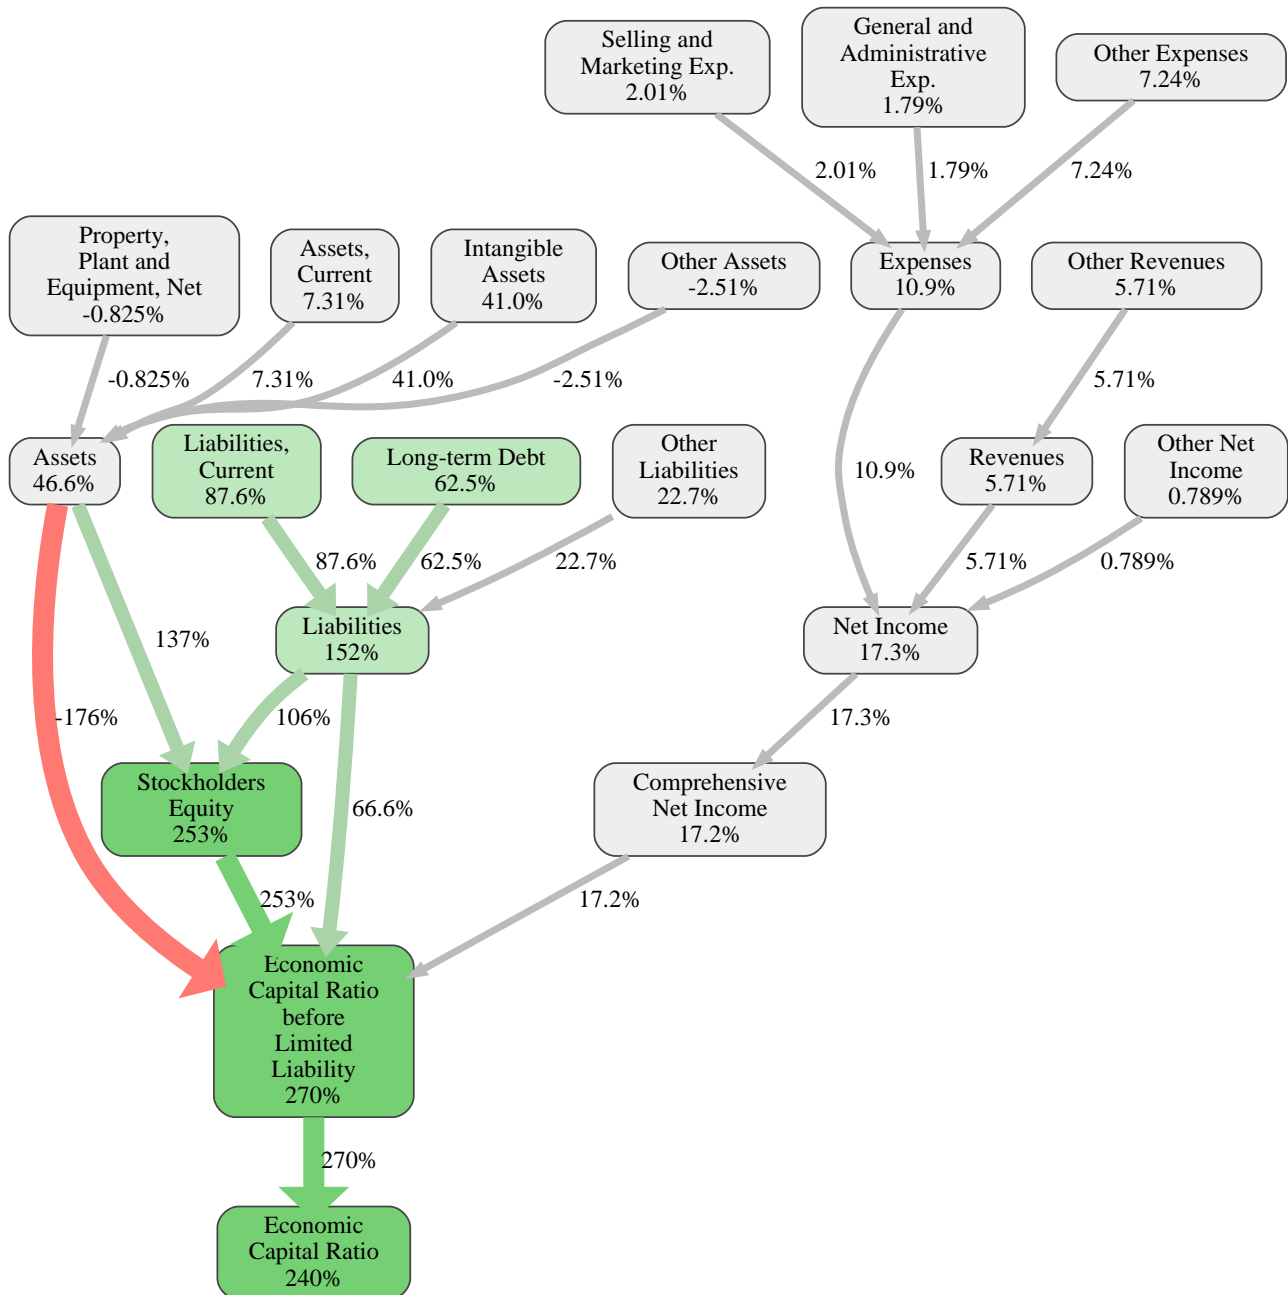 Selling and
Marketing Exp.
2.01%
General and
Administrative
Exp.
1.79%
Other Expenses
7.24%
2.01%
1.79%
7.24%
Property,
Plant and
Equipment, Net
-0.825%
Assets,
Current
7.31%
Intangible
Assets
41.0%
Other Assets
-2.51%
Expenses
10.9%
Other Revenues
5.71%
-0.825%
7.31%
41.0%
-2.51%
5.71%
Assets
46.6%
Liabilities,
Current
87.6%
Long-term Debt
62.5%
Other
Liabilities
22.7%
10.9%
Revenues
5.71%
Other Net
Income
0.789%
87.6%
62.5%
22.7%
5.71%
0.789%
137%
Liabilities
152%
Net Income
17.3%
-176%
106%
17.3%
Stockholders
Equity
253%
66.6%
Comprehensive
Net Income
17.2%
253%
17.2%
Economic
Capital Ratio
before
Limited
Liability
270%
270%
Economic
Capital Ratio
240%